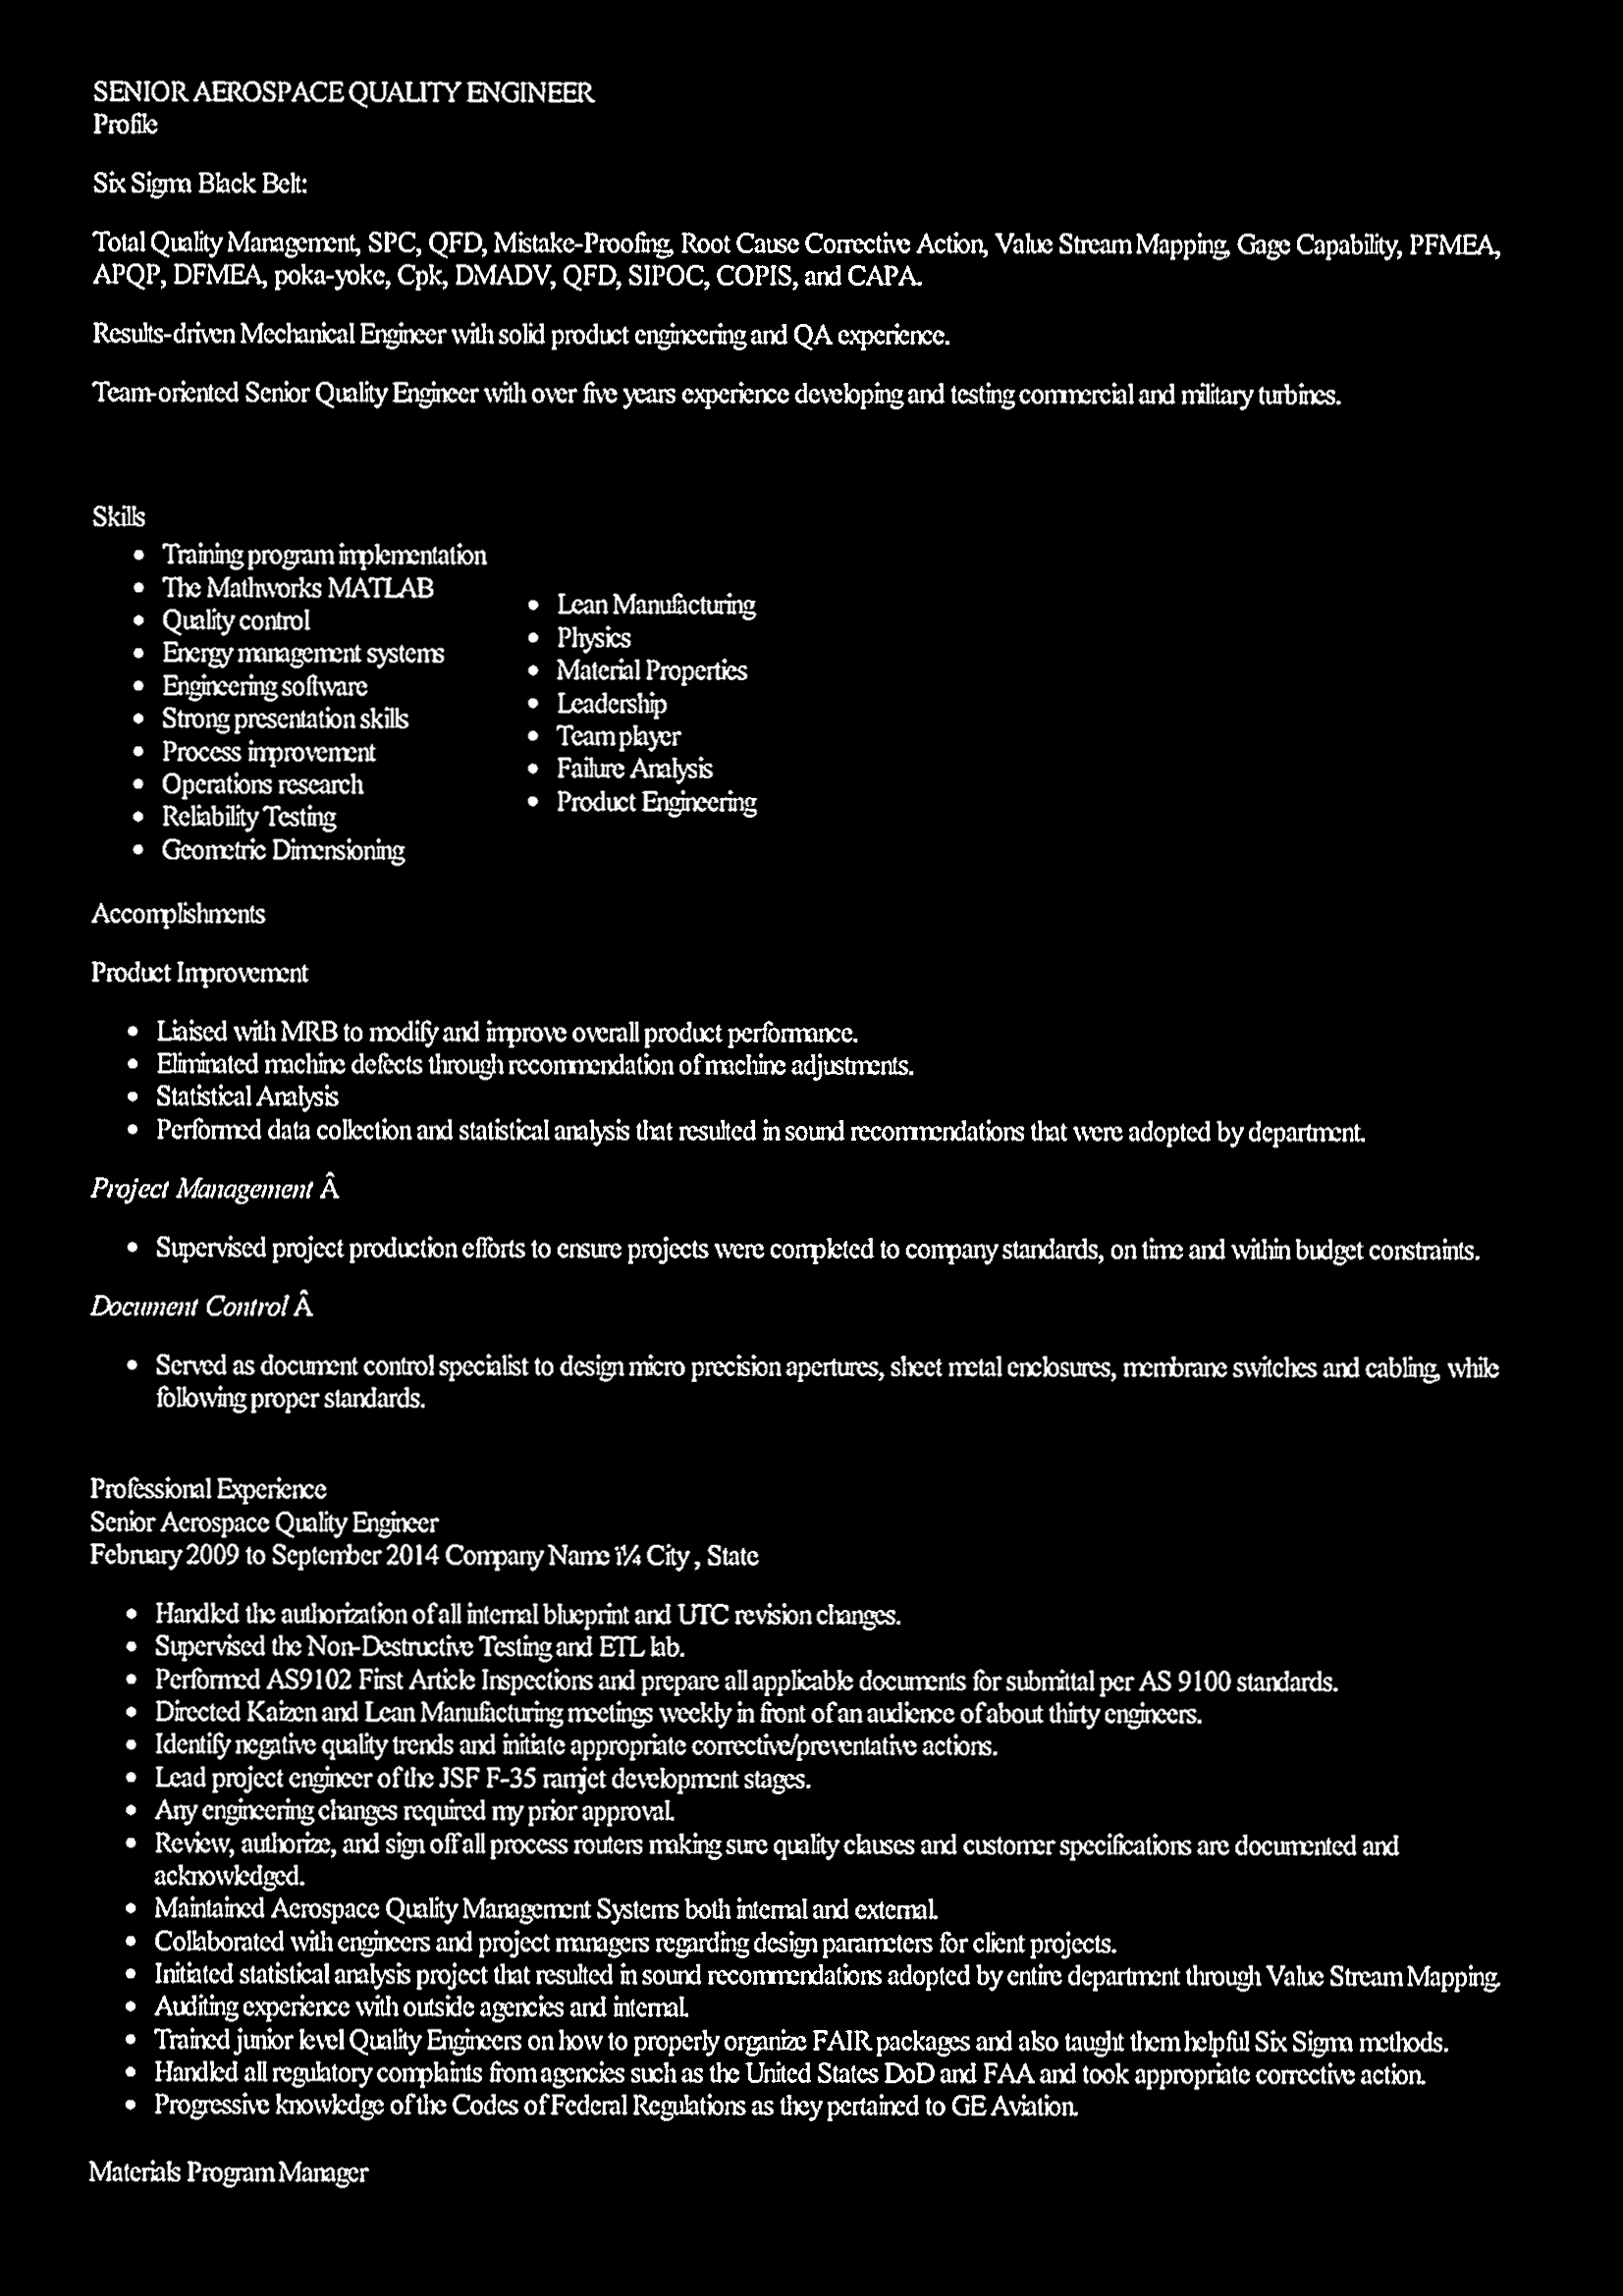 SENIOR AEROSPACE QUALITY ENGINEER
Profile
Six Sigma Black Belt:
Total Quality Management, SPC, QFD, Mistake-Proofing, Root Cause Corrective Action, Value Stream Mapping, Gage Capability, PFMEA,
APQP, DFMEA, poka-yoke, Cpk, DMADV, QFD, SIPOC, COPIS, and CAPA.
Results-driven Mechanical Engineer with solid product engineering and QA experience.
Team-oriented Senior Quality Engineer with over five years experience developing and testing commercial and military turbines.
Skills
• Training program implementation
• The Mathworks MATLAB
• Quality control
• Energy management systems
• Engineering software
• Strong presentation skills
• Process improvement
• Operations research
• Reliability Testing
• Geometric Dimensioning
• Lean Manufacturing
• Physics
• Material Properties
• Leadership
• Team player
• Failure Analysis
• Product Engineering
Accomplishments
Product Improvement
• Liaised with MRB to modify and improve overall product performance.
• Eliminated machine defects through recommendation of machine adjustments.
• Statistical Analysis
• Performed data collection and statistical analysis that resulted in sound recommendations that were adopted by department.
Project Management Â
• Supervised project production efforts to ensure projects were completed to company standards, on time and within budget constraints.
Document Control Â
• Served as document control specialist to design micro precision apertures, sheet metal enclosures, membrane switches and cabling, while
following proper standards.
Professional Experience
Senior Aerospace Quality Engineer
February 2009 to September 2014 Company Name ï¼ City , State
• Handled the authorization of all internal blueprint and UTC revision changes.
• Supervised the Non-Destructive Testing and ETL lab.
• Performed AS9102 First Article Inspections and prepare all applicable documents for submittal per AS 9100 standards.
• Directed Kaizen and Lean Manufacturing meetings weekly in front of an audience of about thirty engineers.
• Identify negative quality trends and initiate appropriate corrective/preventative actions.
• Lead project engineer of the JSF F-35 ramjet development stages.
• Any engineering changes required my prior approval.
• Review, authorize, and sign off all process routers making sure quality clauses and customer specifications are documented and
acknowledged.
• Maintained Aerospace Quality Management Systems both internal and external.
• Collaborated with engineers and project managers regarding design parameters for client projects.
• Initiated statistical analysis project that resulted in sound recommendations adopted by entire department through Value Stream Mapping.
• Auditing experience with outside agencies and internal.
• Trained junior level Quality Engineers on how to properly organize FAIR packages and also taught them helpful Six Sigma methods.
• Handled all regulatory complaints from agencies such as the United States DoD and FAA and took appropriate corrective action.
• Progressive knowledge of the Codes of Federal Regulations as they pertained to GE Aviation.
Materials Program Manager